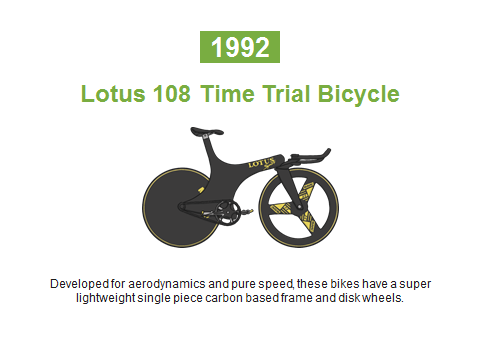 1992
Lotus 108 Time Trial Bicycle
LOTUS
Developed for aerodynamics and pure speed, these bikes have a super
lightweight single piece carbon based frame and disk wheels.